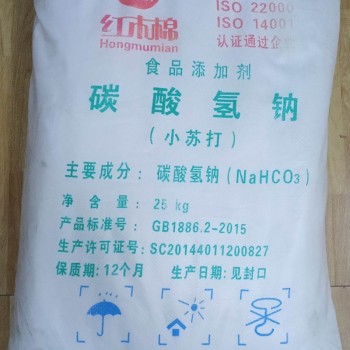 ISO 22000
ISO 14001
认证通过企业
红木棉
Hongmumian
食品添加剂
碳酸氢钠
(小苏打)
主要成分：碳酸氢钠(NaHCO₃)
净含量：25kg
产品标准号：GB1886.2-2015
生产许可证号：SC20144011200827
保质期：12个月 生产日期：见封口